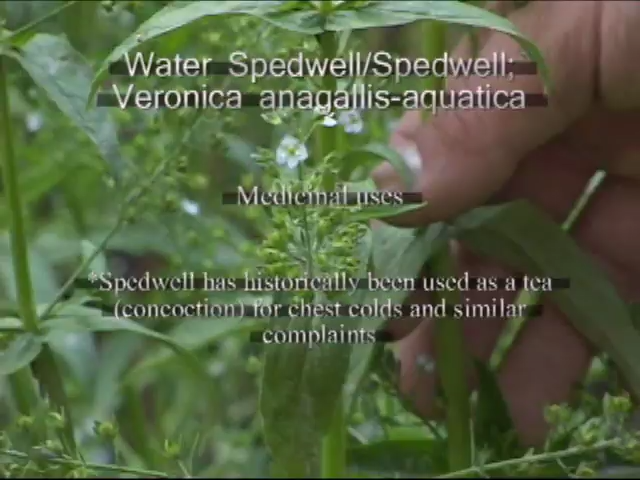 Water Spedwell/Spedwell;
Veronica anagallis-aquatica
Medicinal uses
*Spedwell has historically been used as a tea
(concoction) for chest colds and similar
complaints